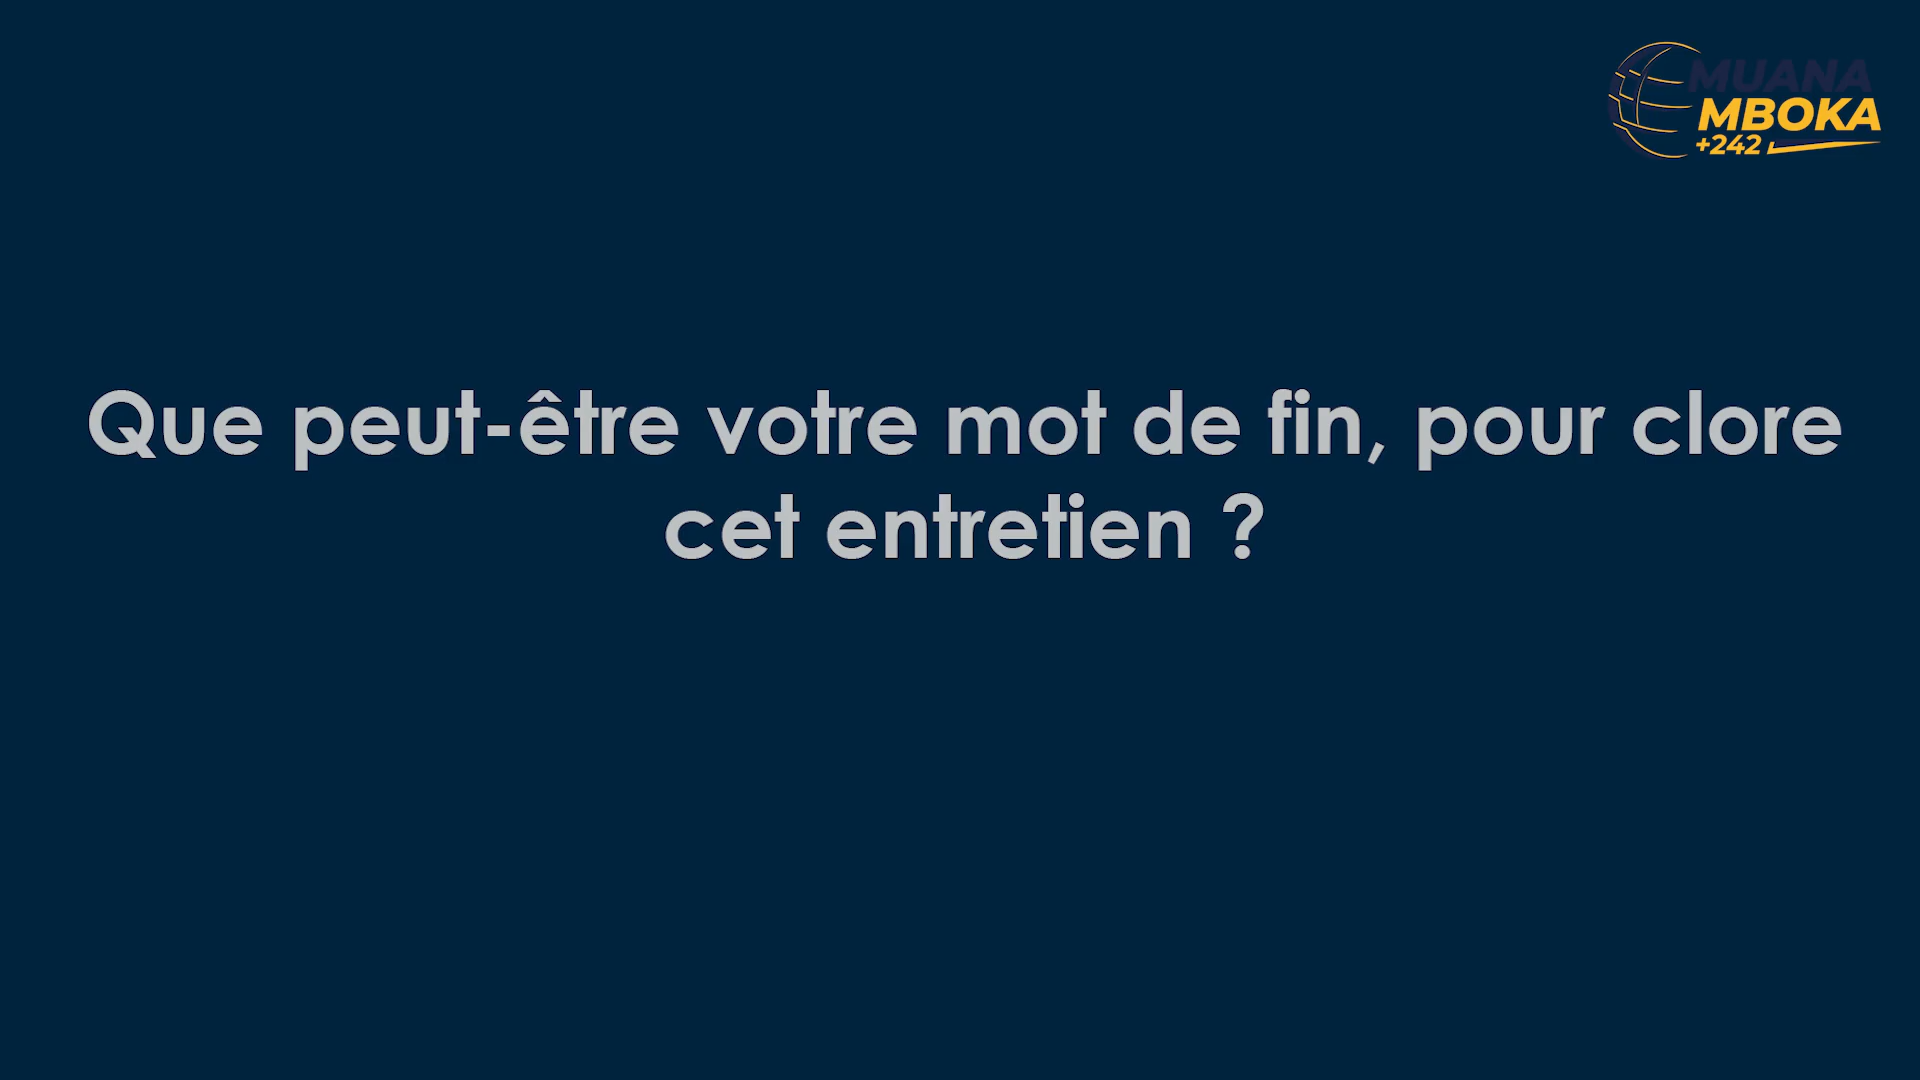 MUANA
MBOKA
+242
Que peut-être votre mot de fin, pour clore
cet entretien ?